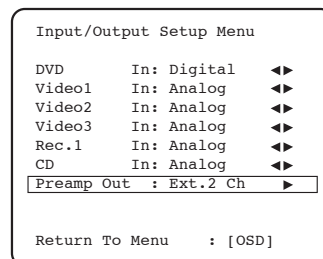 Input/Output Setup Menu
DVD In: Digital ◀▶
Video1 In: Analog ◀▶
Video2 In: Analog ◀▶
Video3 In: Analog ◀▶
Rec.1 In: Analog ◀▶
CD In: Analog ◀▶
Preamp Out : Ext.2 Ch ▶
Return To Menu : [OSD]